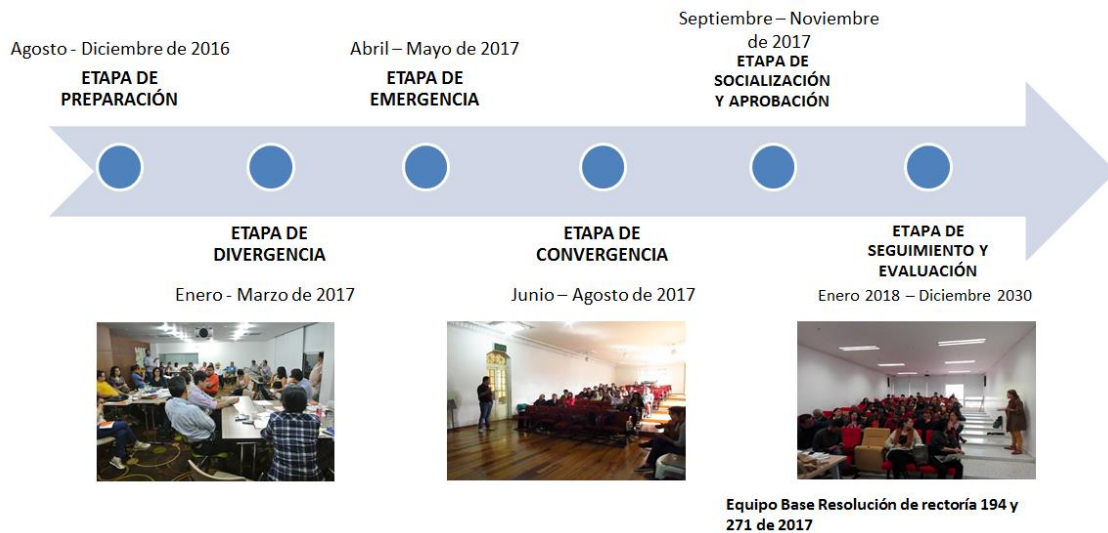 Agosto - Diciembre de 2016
ETAPA DE
PREPARACIÓN
Abril – Mayo de 2017
ETAPA DE
EMERGENCIA
Septiembre – Noviembre
de 2017
ETAPA DE
SOCIALIZACIÓN
Y APROBACIÓN
ETAPA DE
DIVERGENCIA
Enero - Marzo de 2017
ETAPA DE
CONVERGENCIA
Junio – Agosto de 2017
ETAPA DE
SEGUIMIENTO Y
EVALUACIÓN
Enero 2018 – Diciembre 2030
Equipo Base Resolución de rectoría 194 y
271 de 2017